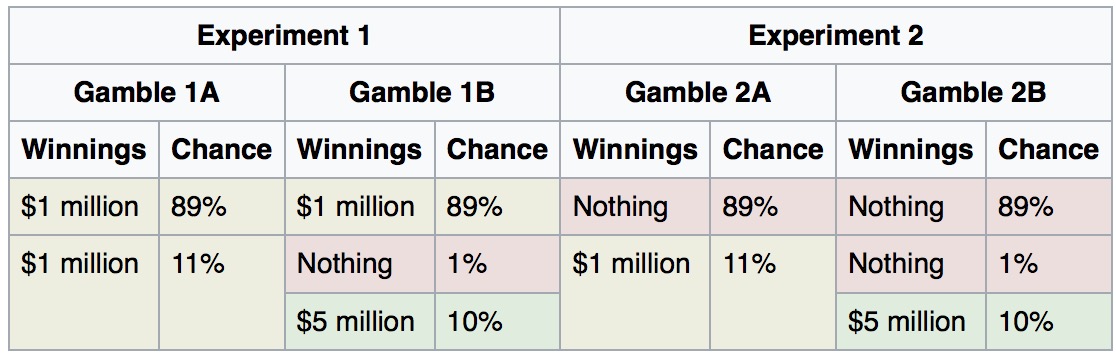 Experiment 1 Experiment 2
Gamble 1A Gamble 1B Gamble 2A Gamble 2B
Winnings Chance Winnings Chance Winnings Chance Winnings Chance
$1 million 89% $1 million 89% Nothing 89% Nothing 89%
$1 million 11% Nothing 1% $1 million 11% Nothing 1%
$5 million 10% $5 million 10%